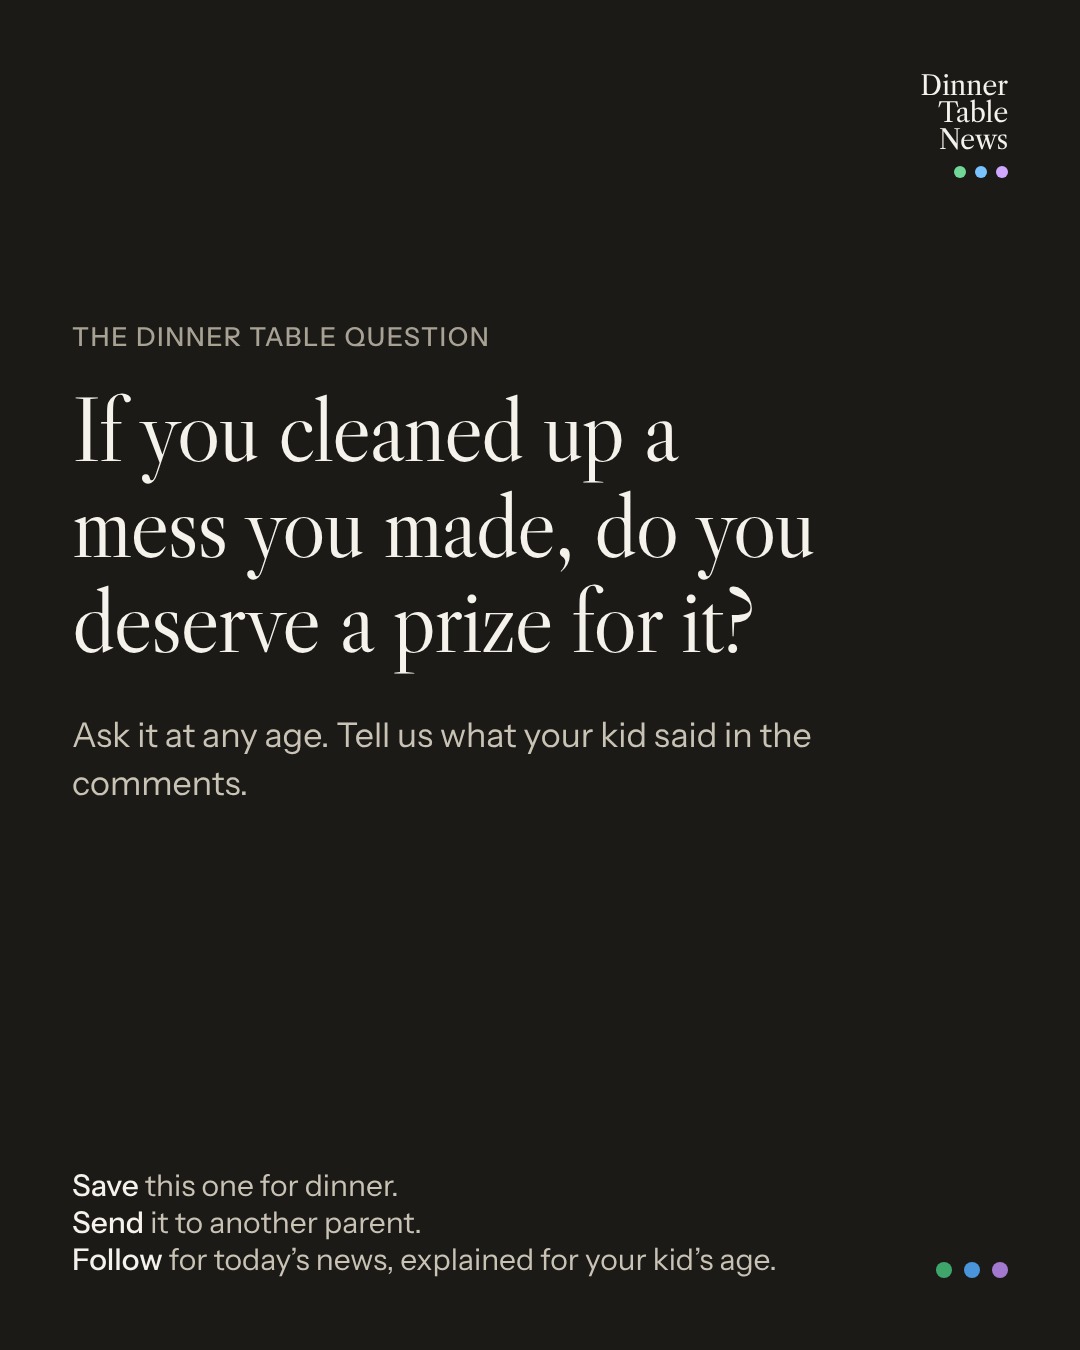 Dinner
Table
News
THE DINNER TABLE QUESTION
If you cleaned up a
mess you made, do you
deserve a prize for it?
Ask it at any age. Tell us what your kid said in the
comments.
Save this one for dinner.
Send it to another parent.
Follow for today’s news, explained for your kid’s age.